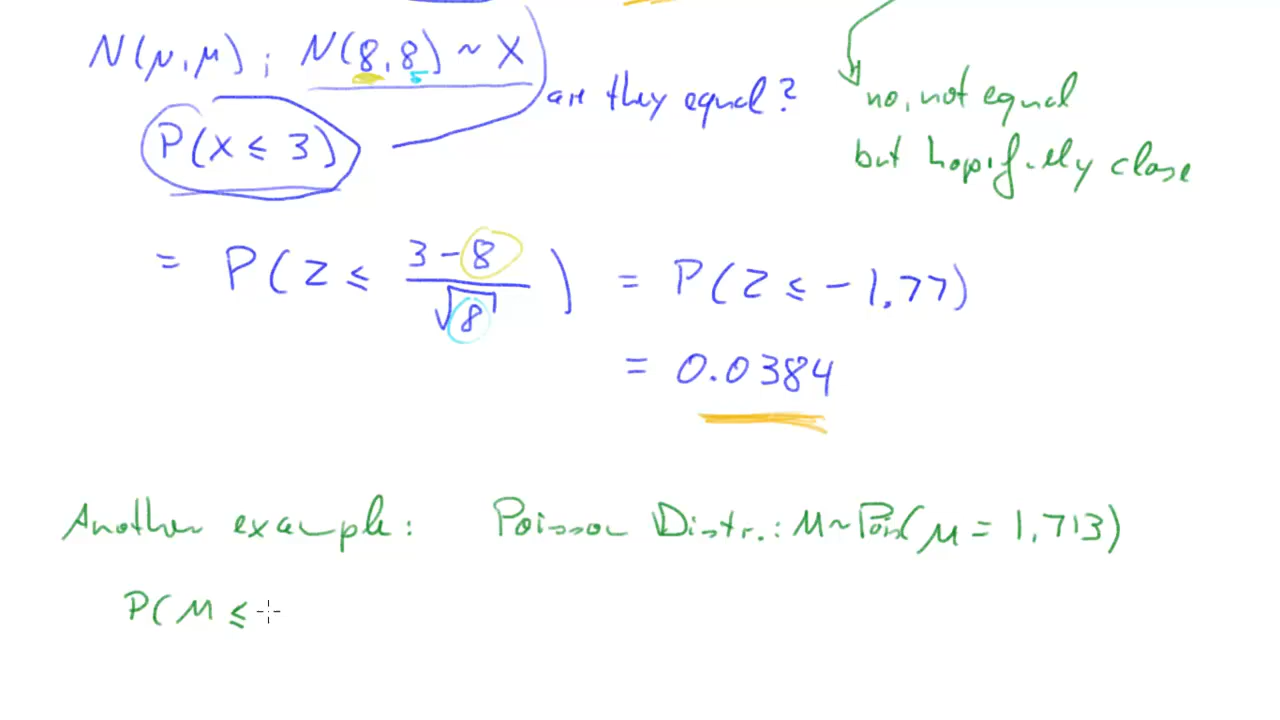 N(μ,μ) ; N(8,8) ~ X
are they equal?
no, not equal
but hopifully close
P(X ≤ 3)
= P(Z ≤ (3-8)/√8) = P(Z ≤ -1.77)
= 0.0384
Another example: Poisson Distr.: M~Pois(μ = 1,713)
P(M ≤